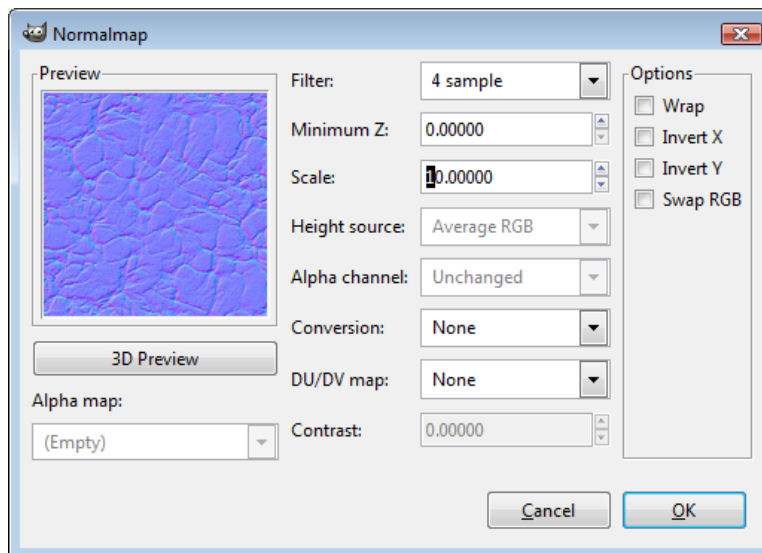 Normalmap
Preview
3D Preview
Alpha map:
(Empty)
Filter: 4 sample
Minimum Z: 0.00000
Scale: 10.00000
Height source: Average RGB
Alpha channel: Unchanged
Conversion: None
DU/DV map: None
Contrast: 0.00000
Options
Wrap
Invert X
Invert Y
Swap RGB
Cancel
OK